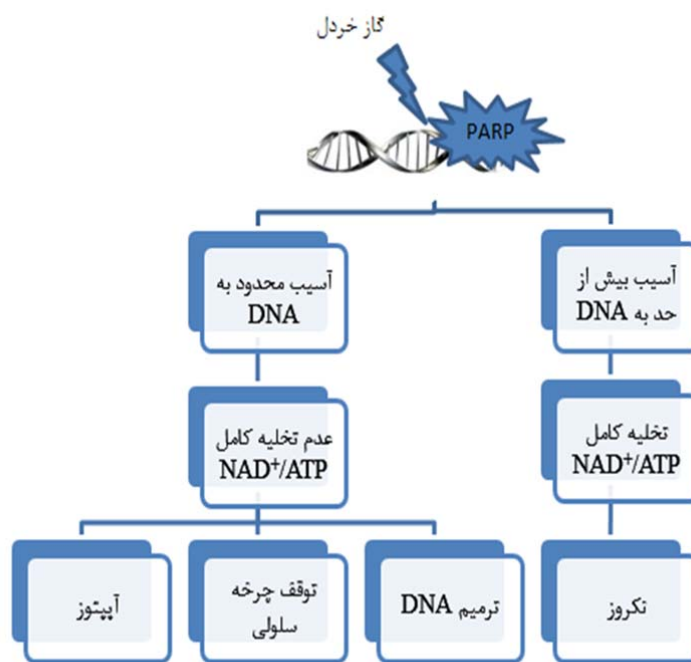 گاز خردل
PARP
آسیب بیش از
حد به DNA
آسیب محدود به
DNA
تخلیه کامل
NAD⁺/ATP
عدم تخلیه کامل
NAD⁺/ATP
نکروز
ترمیم DNA
توقف چرخه
سلولی
آپپتوز